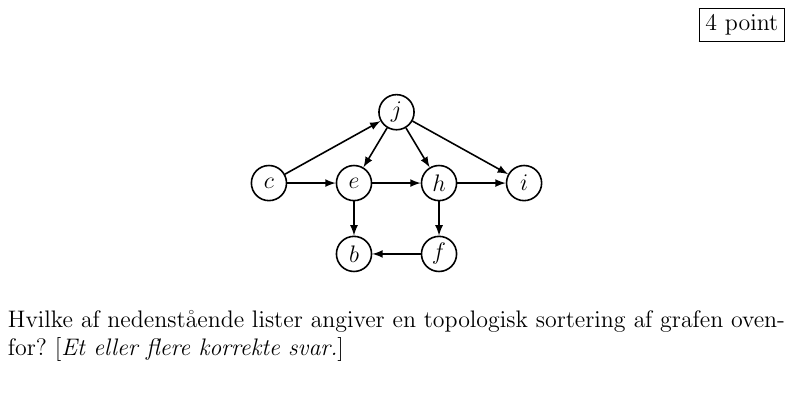 4 point
j
c e h i
b f
Hvilke af nedenstående lister angiver en topologisk sortering af grafen oven-
for? [Et eller flere korrekte svar.]